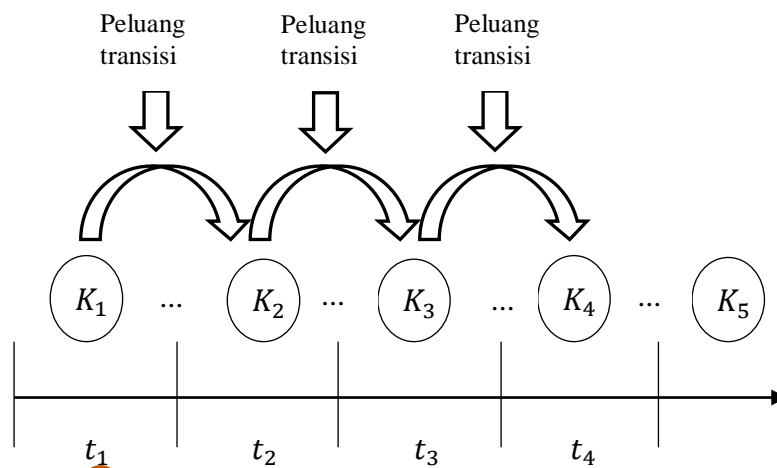 Peluang Peluang Peluang
transisi transisi transisi
K₁ ... K₂ ... K₃ ... K₄ ... K₅
t₁ t₂ t₃ t₄